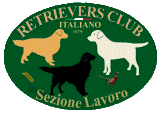 RETRIEVERS CLUB
ITALIANO
1979
Sezione Lavoro